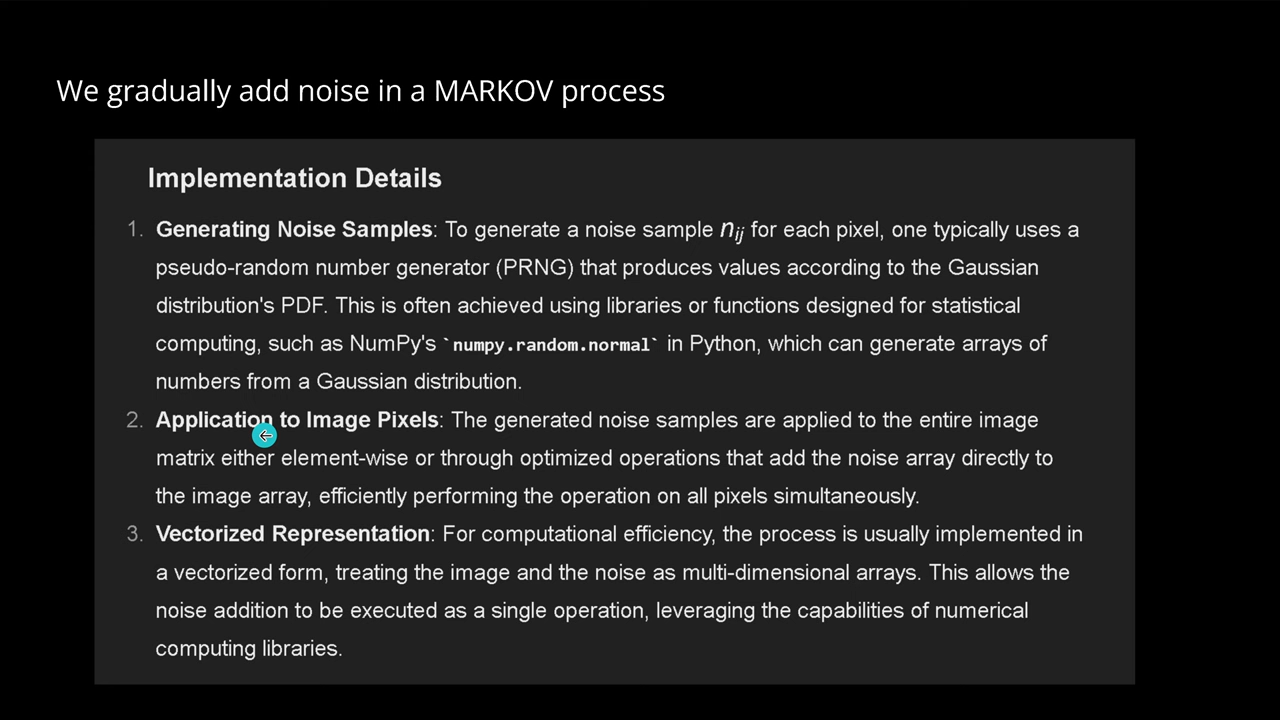 We gradually add noise in a MARKOV process
Implementation Details
1. Generating Noise Samples: To generate a noise sample nij for each pixel, one typically uses a
pseudo-random number generator (PRNG) that produces values according to the Gaussian
distribution's PDF. This is often achieved using libraries or functions designed for statistical
computing, such as NumPy's `numpy.random.normal` in Python, which can generate arrays of
numbers from a Gaussian distribution.
2. Application to Image Pixels: The generated noise samples are applied to the entire image
matrix either element-wise or through optimized operations that add the noise array directly to
the image array, efficiently performing the operation on all pixels simultaneously.
3. Vectorized Representation: For computational efficiency, the process is usually implemented in
a vectorized form, treating the image and the noise as multi-dimensional arrays. This allows the
noise addition to be executed as a single operation, leveraging the capabilities of numerical
computing libraries.